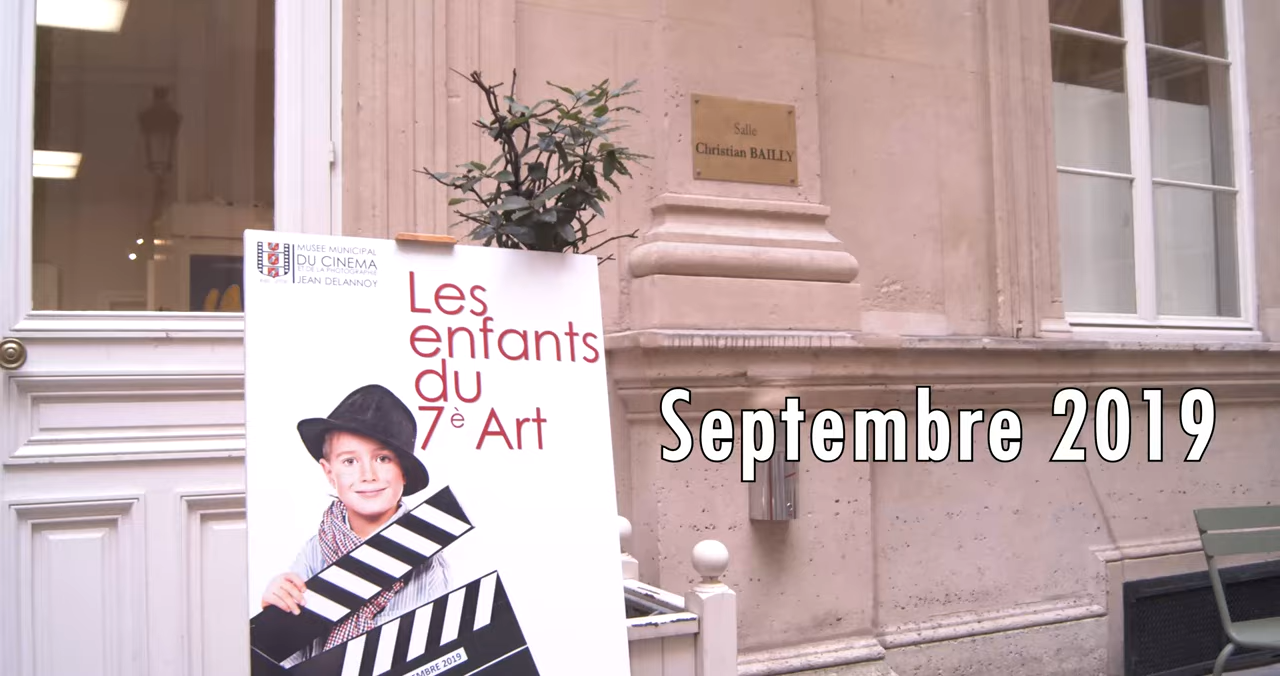 Salle
Christian BAILLY
MUSEE MUNICIPAL
DU CINEMA
ET DE LA PHOTOGRAPHIE
JEAN DELANNOY
Les
enfants
du
7è Art
Septembre 2019
EMBRE 2019